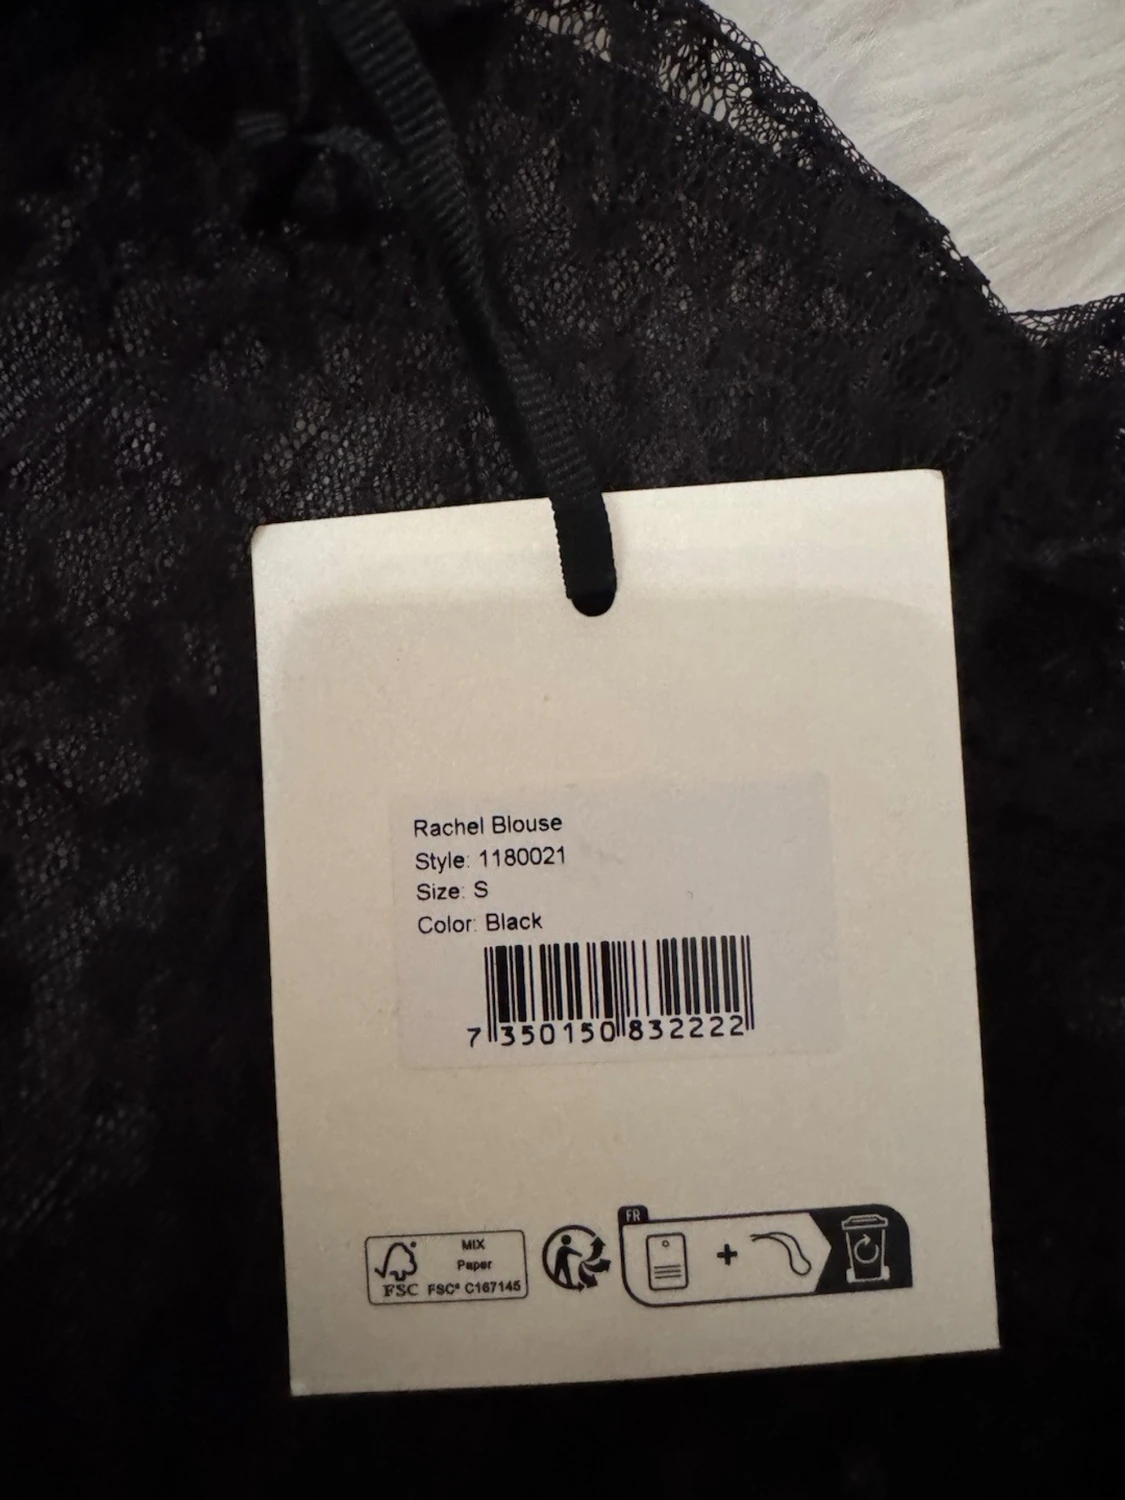 Rachel Blouse
Style: 1180021
Size: S
Color: Black
7 350150 832222
MIX
Paper
FSC FSC® C167145
FR